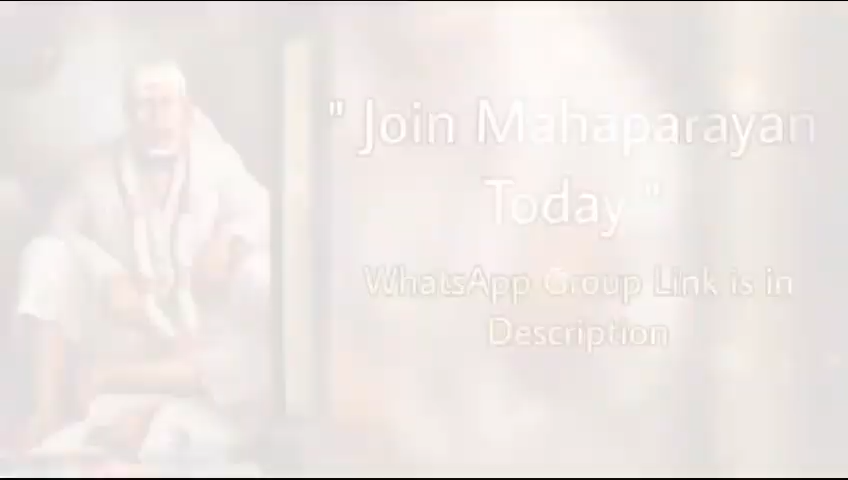 " Join Mahaparayan
Today "
WhatsApp Group Link is in
Description